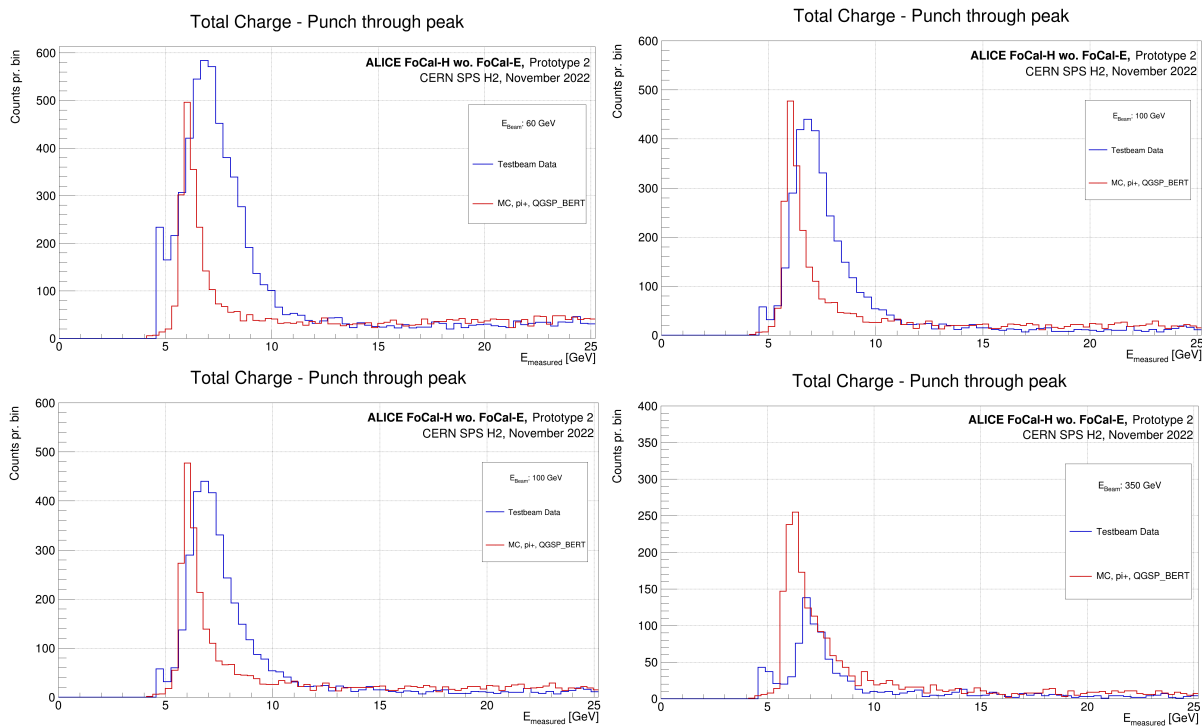 Total Charge - Punch through peak
Counts pr. bin
600
500
400
300
200
100
0
0 5 10 15 20 25
E_measured [GeV]
ALICE FoCal-H wo. FoCal-E, Prototype 2
CERN SPS H2, November 2022
E_Beam: 60 GeV
Testbeam Data
MC, pi+, QGSP_BERT
Total Charge - Punch through peak
Counts pr. bin
600
500
400
300
200
100
0
0 5 10 15 20 25
E_measured [GeV]
ALICE FoCal-H wo. FoCal-E, Prototype 2
CERN SPS H2, November 2022
E_Beam: 100 GeV
Testbeam Data
MC, pi+, QGSP_BERT
Total Charge - Punch through peak
Counts pr. bin
600
500
400
300
200
100
0
0 5 10 15 20 25
E_measured [GeV]
ALICE FoCal-H wo. FoCal-E, Prototype 2
CERN SPS H2, November 2022
E_Beam: 100 GeV
Testbeam Data
MC, pi+, QGSP_BERT
Total Charge - Punch through peak
Counts pr. bin
400
350
300
250
200
150
100
50
0
0 5 10 15 20 25
E_measured [GeV]
ALICE FoCal-H wo. FoCal-E, Prototype 2
CERN SPS H2, November 2022
E_Beam: 350 GeV
Testbeam Data
MC, pi+, QGSP_BERT